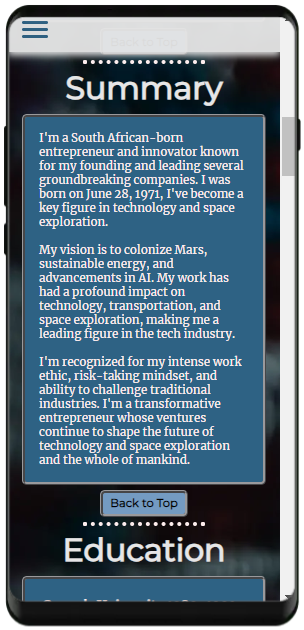 Back to Top
Summary
I'm a South African-born
entrepreneur and innovator known
for my founding and leading several
groundbreaking companies. I was
born on June 28, 1971, I've become a
key figure in technology and space
exploration.
My vision is to colonize Mars,
sustainable energy, and
advancements in AI. My work has
had a profound impact on
technology, transportation, and
space exploration, making me a
leading figure in the tech industry.
I'm recognized for my intense work
ethic, risk-taking mindset, and
ability to challenge traditional
industries. I'm a transformative
entrepreneur whose ventures
continue to shape the future of
technology and space exploration
and the whole of mankind.
Back to Top
Education